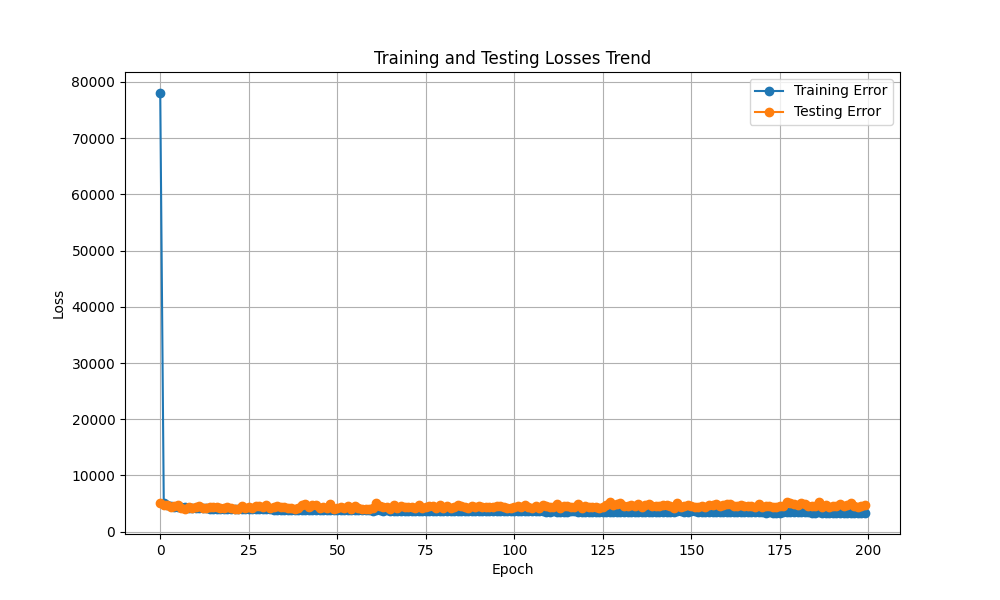 Training and Testing Losses Trend
Training Error
Testing Error
80000
70000
60000
50000
40000
30000
20000
10000
0
Loss
0 25 50 75 100 125 150 175 200
Epoch